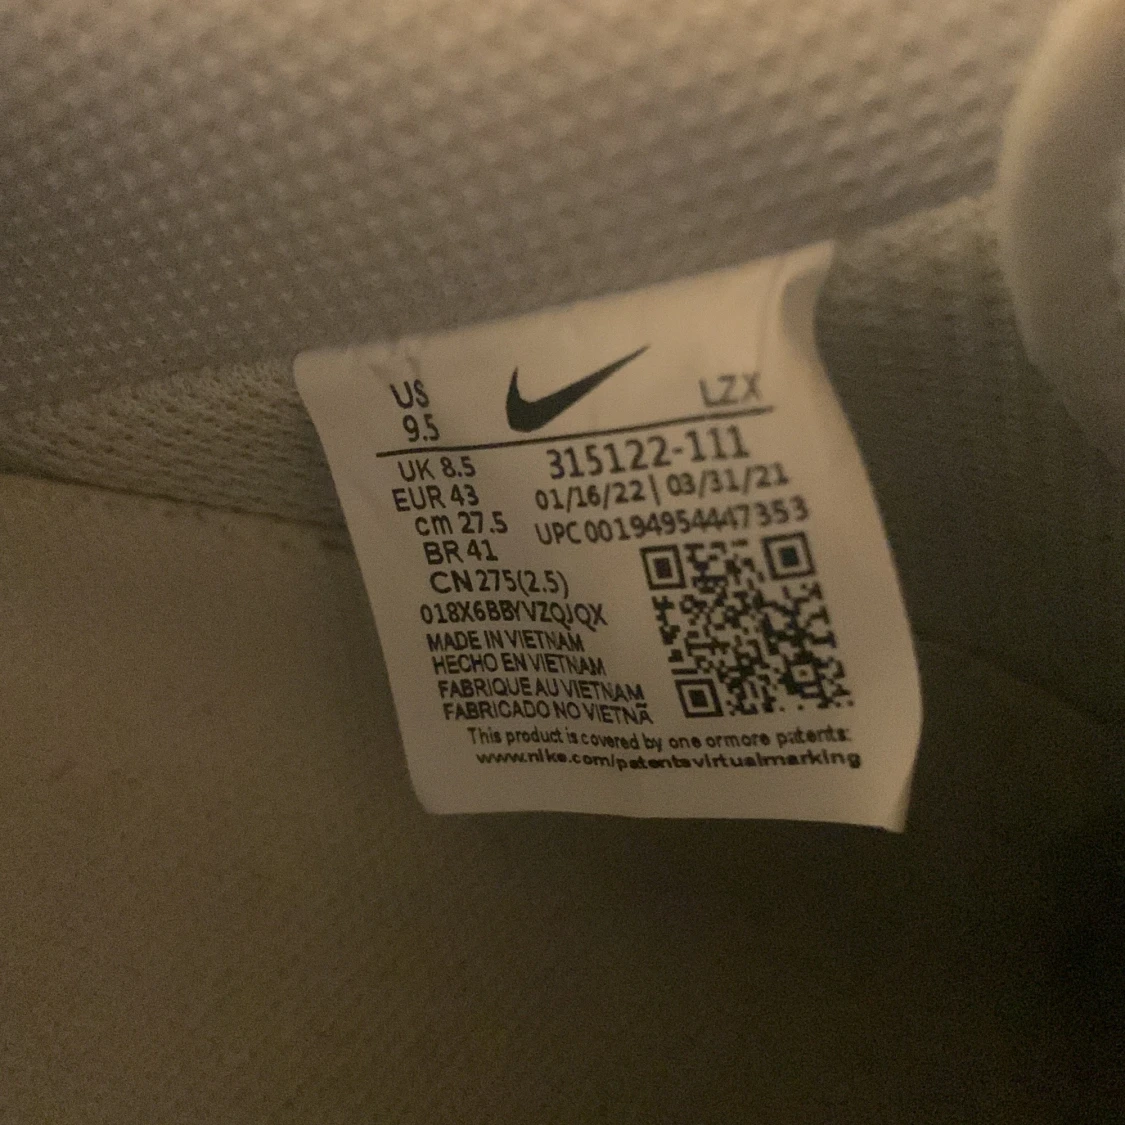 US
9.5
LZX
UK 8.5
EUR 43
cm 27.5
BR 41
CN 275(2.5)
315122-111
01/16/22 | 03/31/21
UPC 00194954447353
018X6BBYVZQJQX
MADE IN VIETNAM
HECHO EN VIETNAM
FABRIQUE AU VIETNAM
FABRICADO NO VIETNÃ
This product is covered by one or more patents:
www.nike.com/patentsvirtualmarking